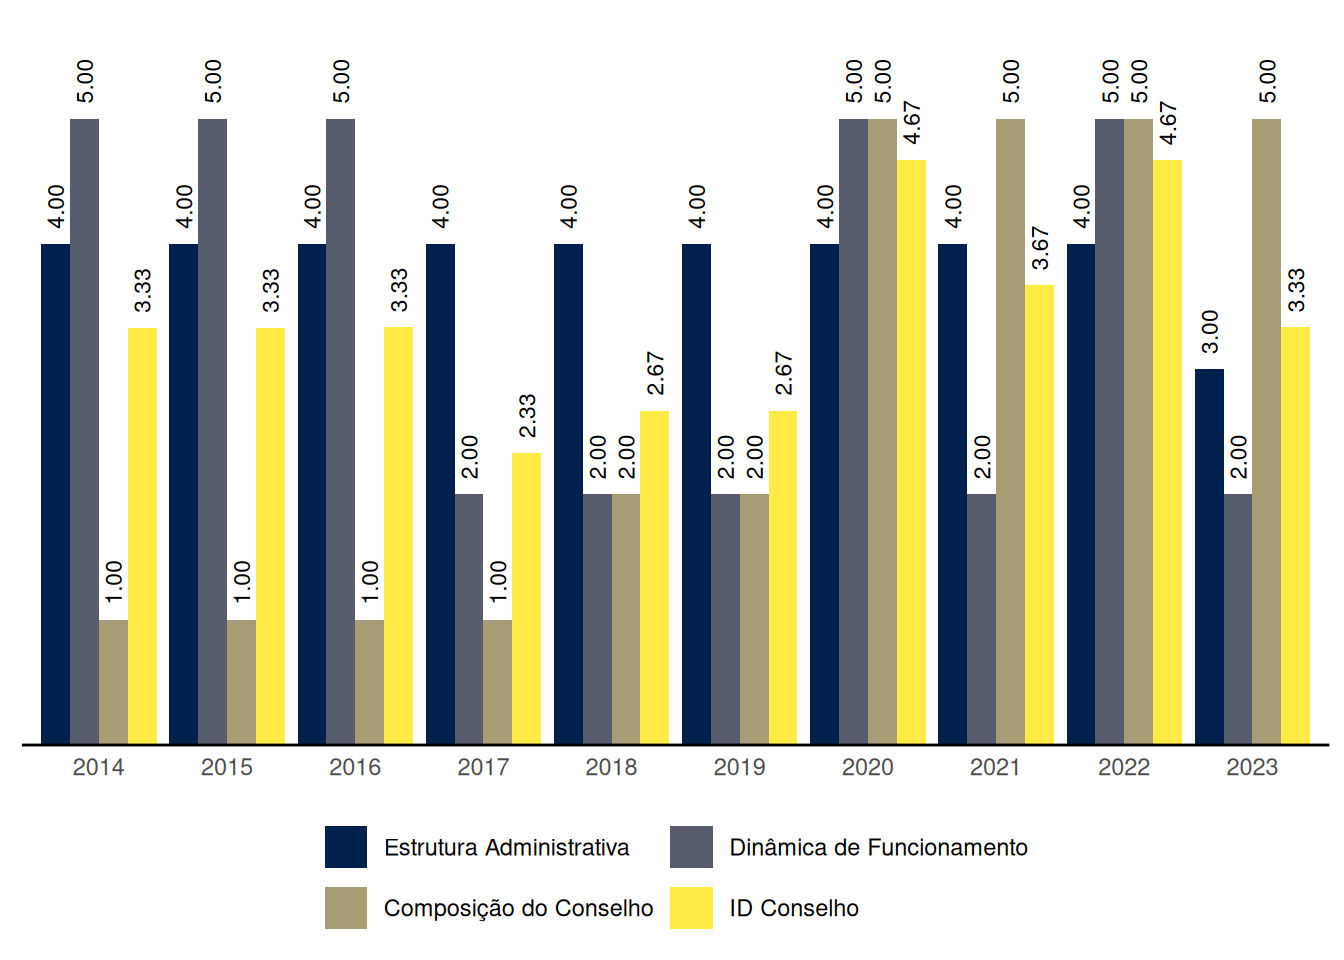 4.00 5.00 1.00 3.33 4.00 5.00 1.00 3.33 4.00 5.00 1.00 3.33 4.00 2.00 1.00 2.33 4.00 2.00 2.00 2.67 4.00 2.00 2.00 2.67 4.00 5.00 5.00 4.67 4.00 2.00 5.00 3.67 4.00 5.00 5.00 4.67 3.00 2.00 5.00 3.33
2014 2015 2016 2017 2018 2019 2020 2021 2022 2023
Estrutura Administrativa Dinâmica de Funcionamento
Composição do Conselho ID Conselho